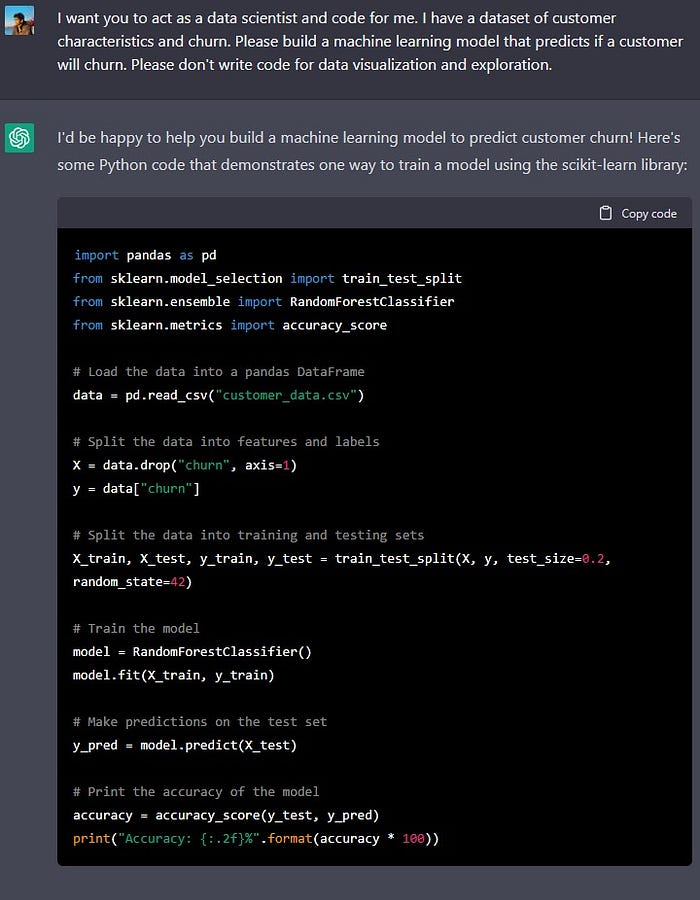 I want you to act as a data scientist and code for me. I have a dataset of customer
characteristics and churn. Please build a machine learning model that predicts if a customer
will churn. Please don't write code for data visualization and exploration.
I'd be happy to help you build a machine learning model to predict customer churn! Here's
some Python code that demonstrates one way to train a model using the scikit-learn library:
Copy code
import pandas as pd
from sklearn.model_selection import train_test_split
from sklearn.ensemble import RandomForestClassifier
from sklearn.metrics import accuracy_score
# Load the data into a pandas DataFrame
data = pd.read_csv("customer_data.csv")
# Split the data into features and labels
X = data.drop("churn", axis=1)
y = data["churn"]
# Split the data into training and testing sets
X_train, X_test, y_train, y_test = train_test_split(X, y, test_size=0.2,
random_state=42)
# Train the model
model = RandomForestClassifier()
model.fit(X_train, y_train)
# Make predictions on the test set
y_pred = model.predict(X_test)
# Print the accuracy of the model
accuracy = accuracy_score(y_test, y_pred)
print("Accuracy: {:.2f}%".format(accuracy * 100))